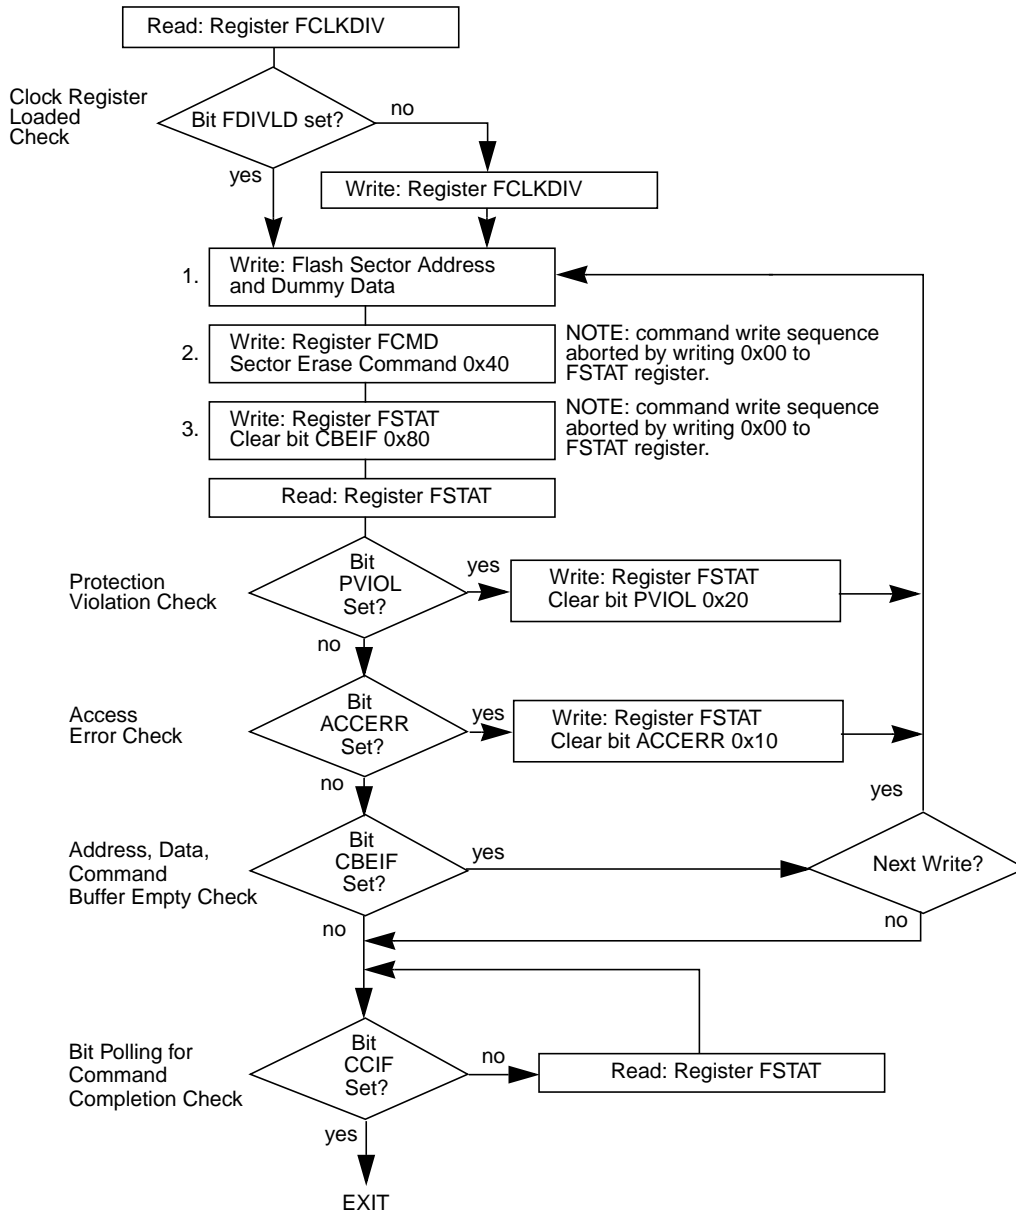 Read: Register FCLKDIV
Clock Register
Loaded
Check
Bit FDIVLD set?
no
yes
Write: Register FCLKDIV
1.
Write: Flash Sector Address
and Dummy Data
2.
Write: Register FCMD
Sector Erase Command 0x40
NOTE: command write sequence
aborted by writing 0x00 to
FSTAT register.
3.
Write: Register FSTAT
Clear bit CBEIF 0x80
NOTE: command write sequence
aborted by writing 0x00 to
FSTAT register.
Read: Register FSTAT
Protection
Violation Check
Bit
PVIOL
Set?
yes
Write: Register FSTAT
Clear bit PVIOL 0x20
no
Access
Error Check
Bit
ACCERR
Set?
yes
Write: Register FSTAT
Clear bit ACCERR 0x10
no
yes
Address, Data,
Command
Buffer Empty Check
Bit
CBEIF
Set?
yes
Next Write?
no
no
Bit Polling for
Command
Completion Check
Bit
CCIF
Set?
no
Read: Register FSTAT
yes
EXIT